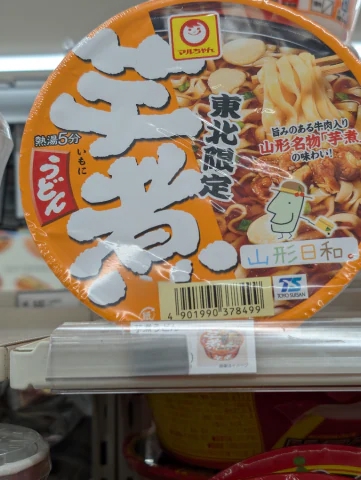 マルちゃん
芋煮
いもに
うどん
熱湯5分
東北限定
旨みのある牛肉入り
山形名物"芋煮"
の味わい!
山形日和。
TS
TOYO SUISAN
4 901990 378499